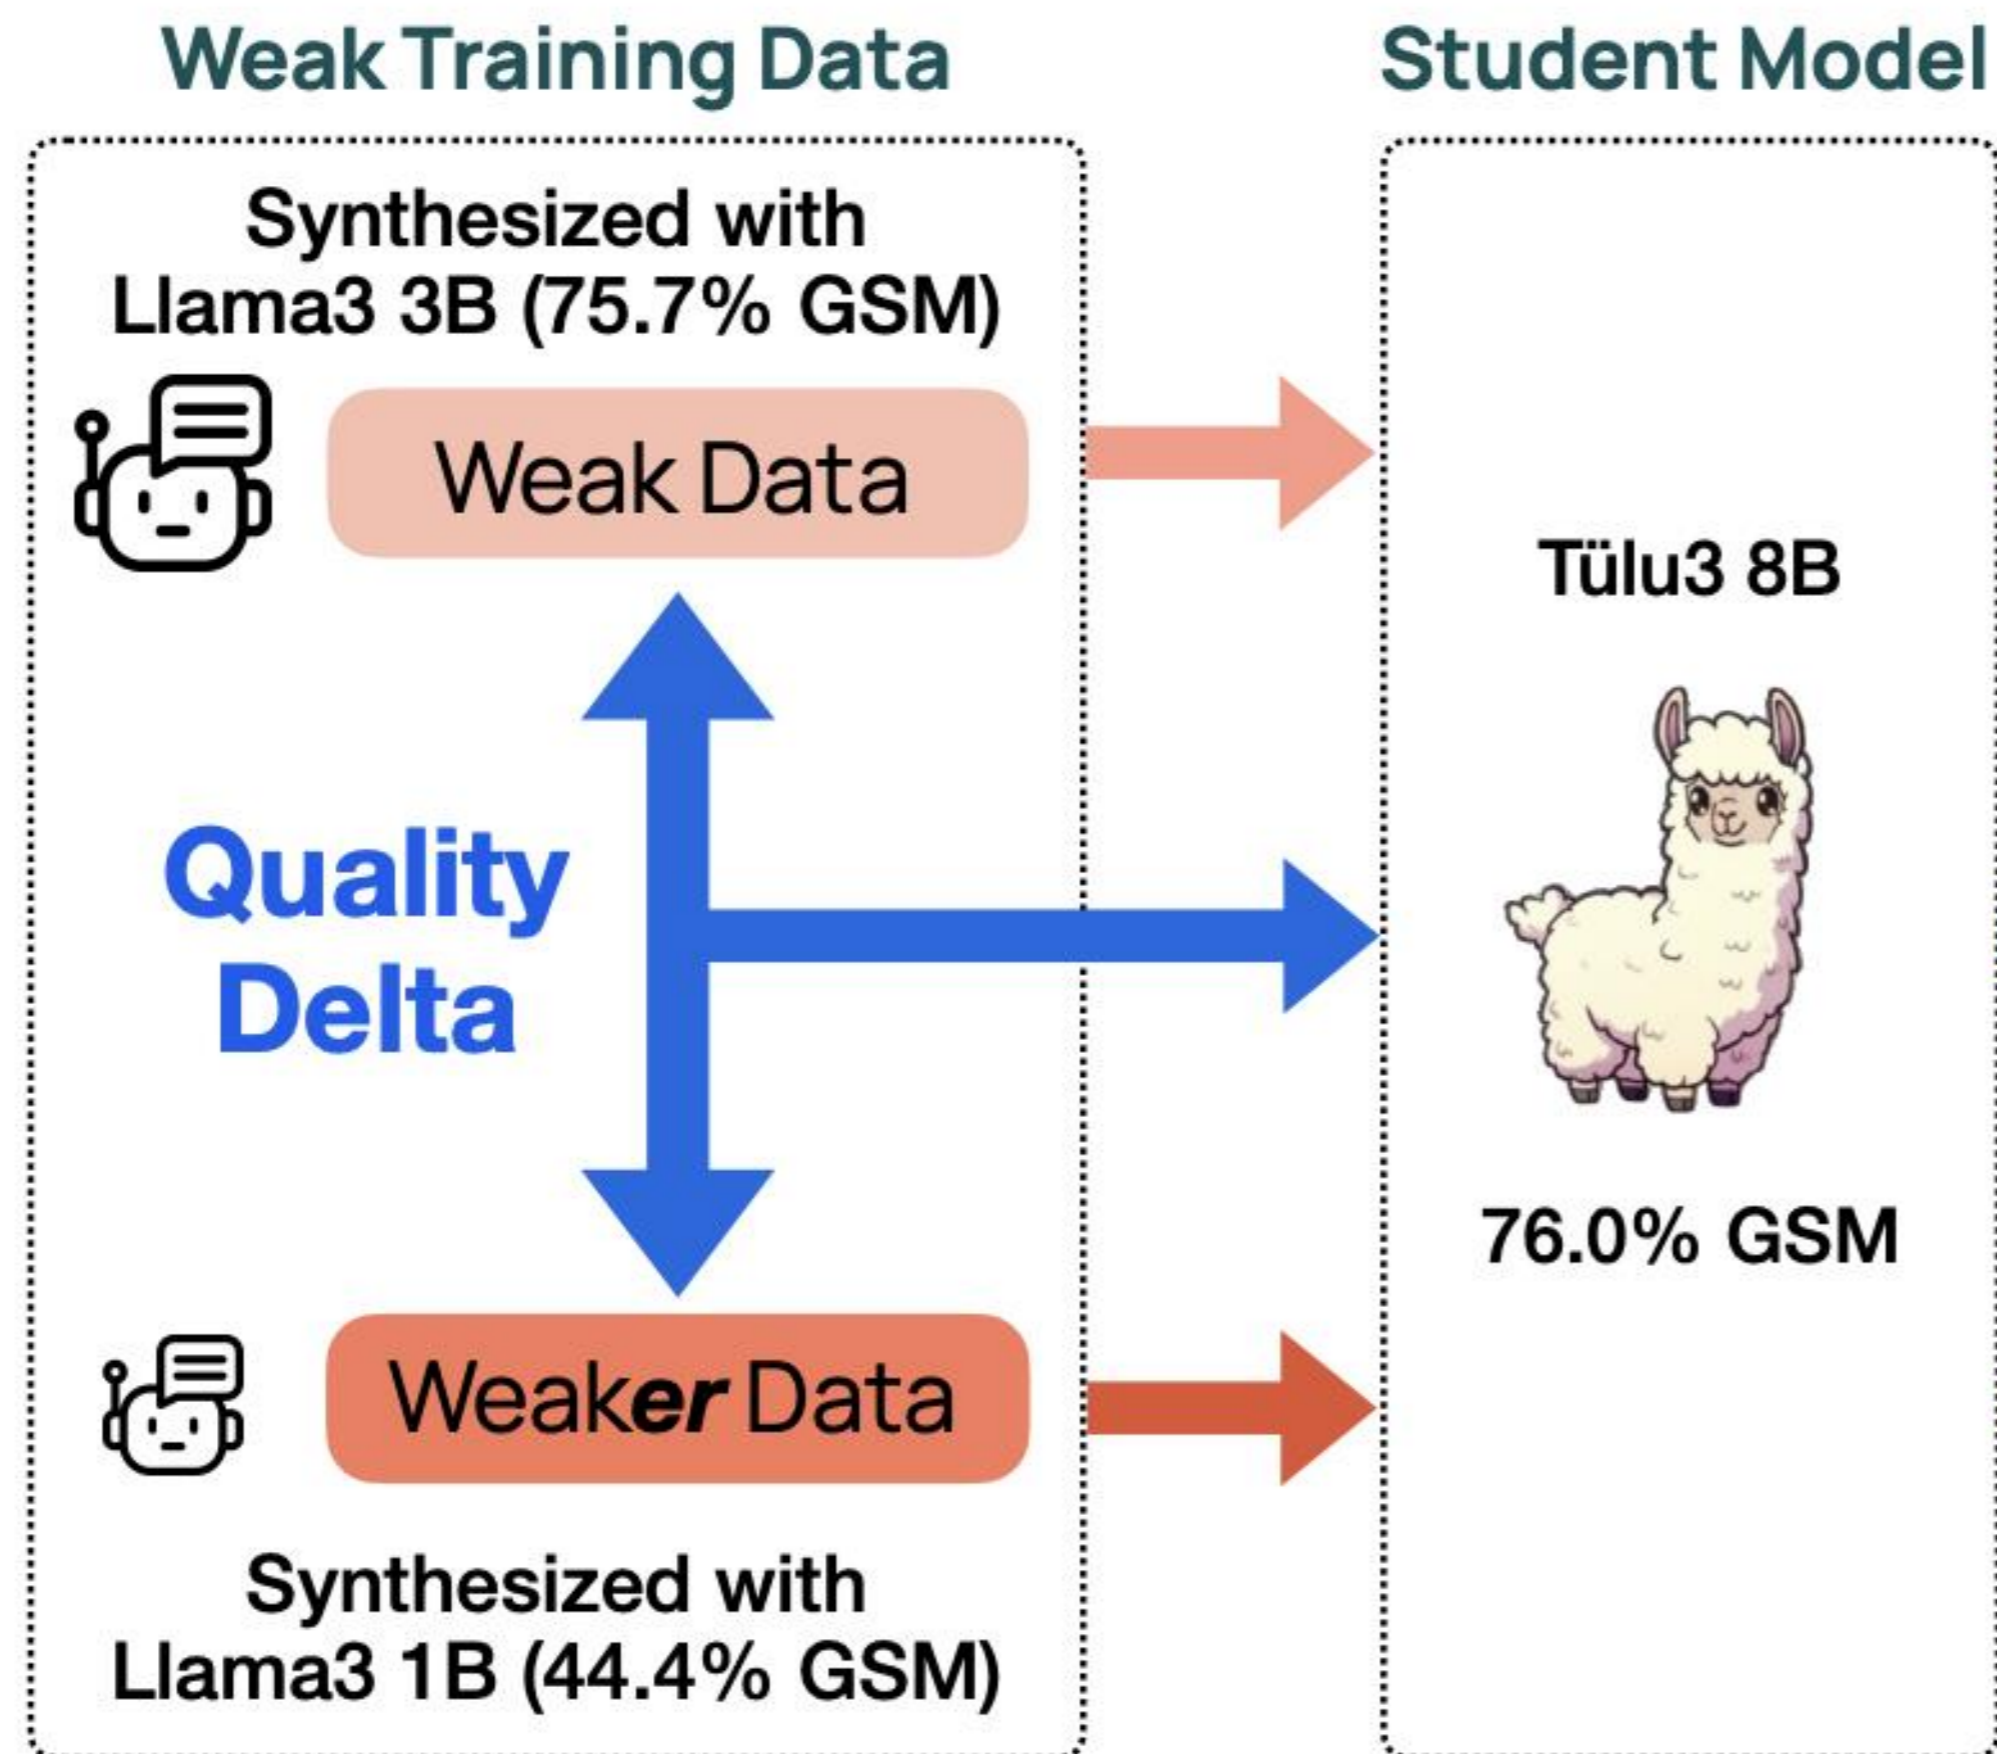 Weak Training Data
Student Model
Synthesized with
Llama3 3B (75.7% GSM)
Weak Data
Tülu3 8B
Quality
Delta
76.0% GSM
Weaker Data
Synthesized with
Llama3 1B (44.4% GSM)